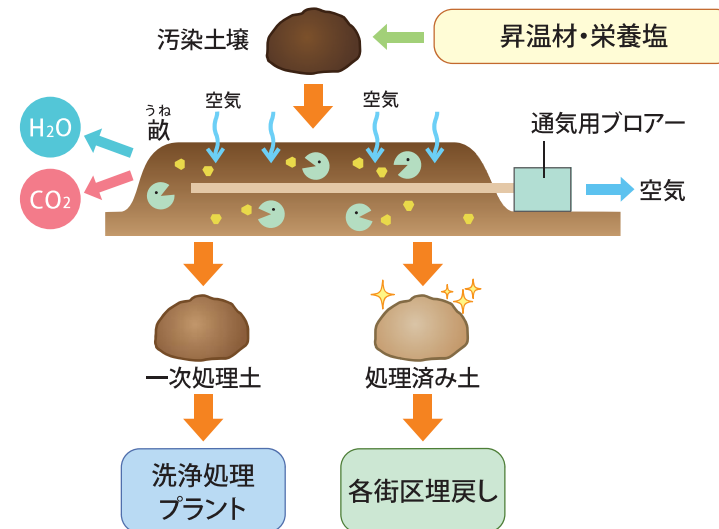 汚染土壌
昇温材・栄養塩
うね
畝
空気
空気
H2O
CO2
通気用ブロアー
空気
一次処理土
処理済み土
洗浄処理
プラント
各街区埋戻し